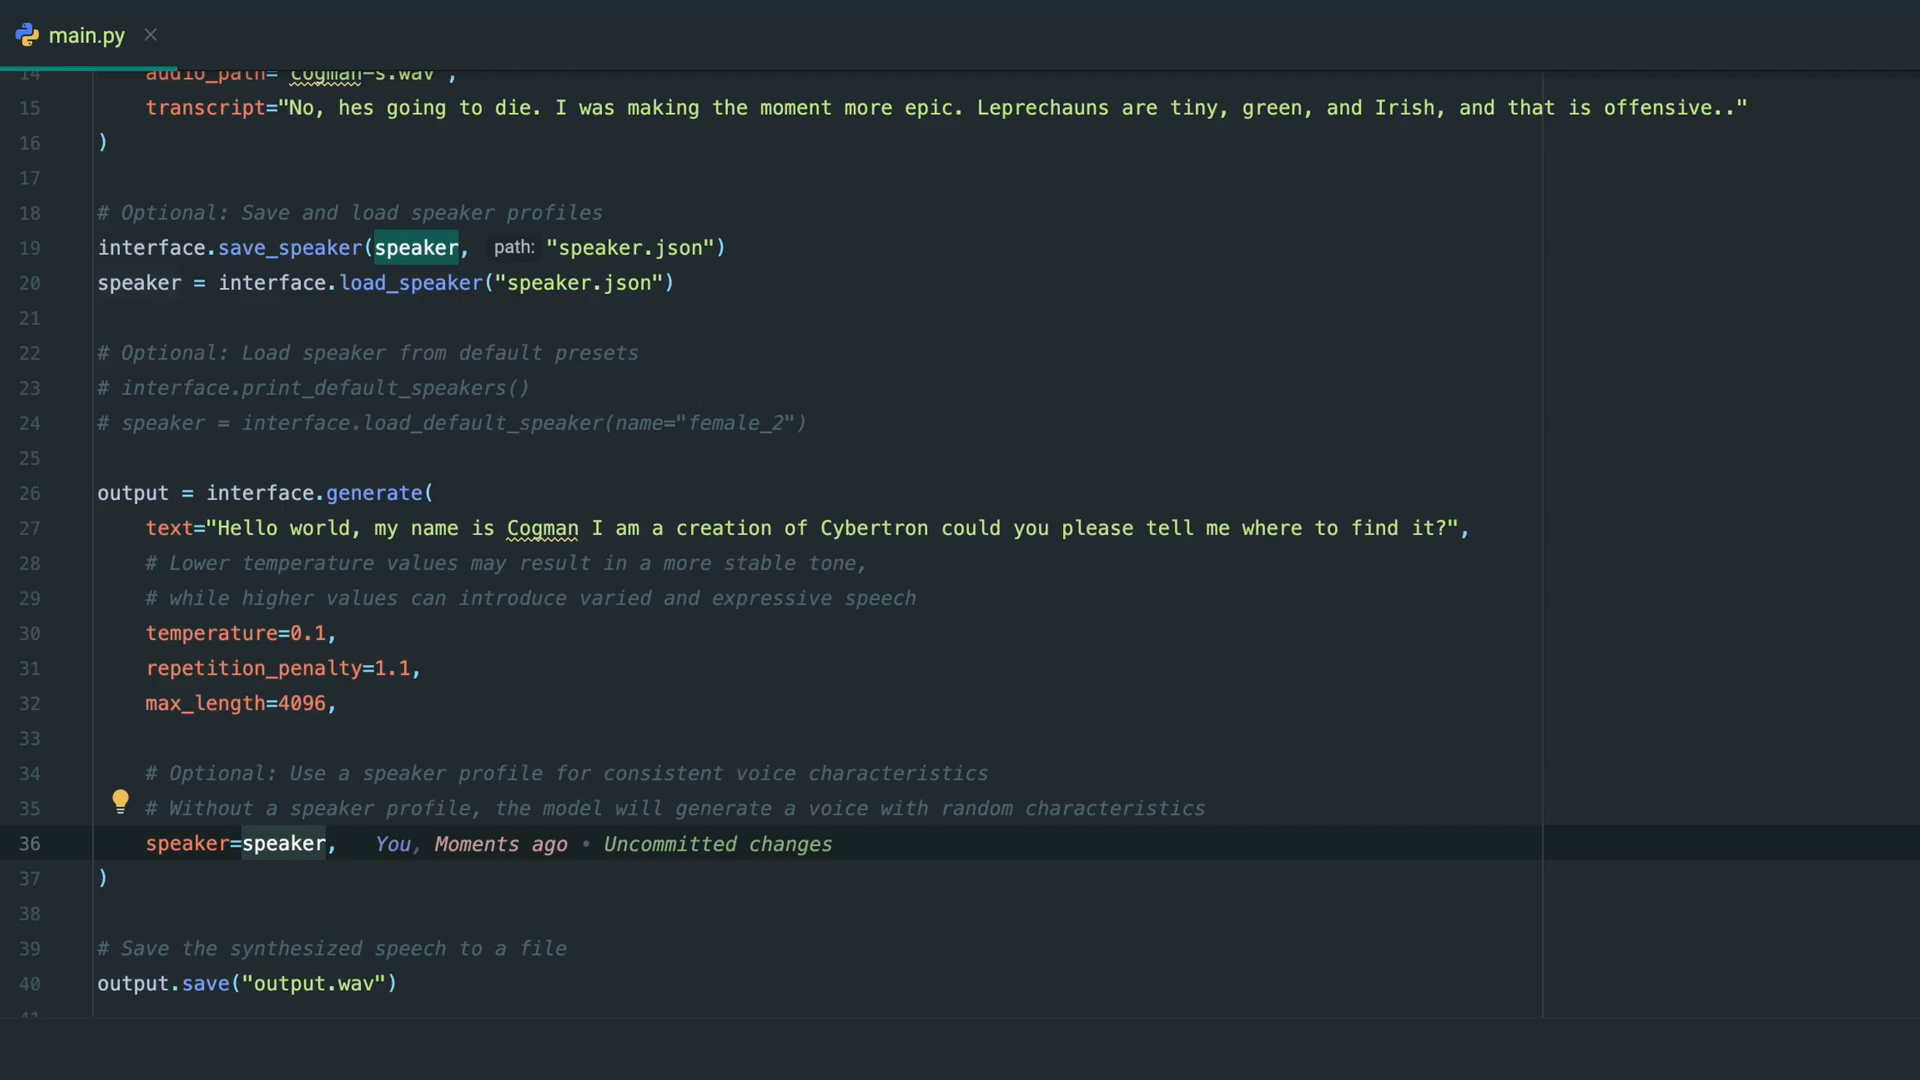 main.py
14 audio_path="cogman-s.wav",
15 transcript="No, hes going to die. I was making the moment more epic. Leprechauns are tiny, green, and Irish, and that is offensive.."
16 )
17
18 # Optional: Save and load speaker profiles
19 interface.save_speaker(speaker, path: "speaker.json")
20 speaker = interface.load_speaker("speaker.json")
21
22 # Optional: Load speaker from default presets
23 # interface.print_default_speakers()
24 # speaker = interface.load_default_speaker(name="female_2")
25
26 output = interface.generate(
27 text="Hello world, my name is Cogman I am a creation of Cybertron could you please tell me where to find it?",
28 # Lower temperature values may result in a more stable tone,
29 # while higher values can introduce varied and expressive speech
30 temperature=0.1,
31 repetition_penalty=1.1,
32 max_length=4096,
33
34 # Optional: Use a speaker profile for consistent voice characteristics
35 # Without a speaker profile, the model will generate a voice with random characteristics
36 speaker=speaker, You, Moments ago • Uncommitted changes
37 )
38
39 # Save the synthesized speech to a file
40 output.save("output.wav")
41